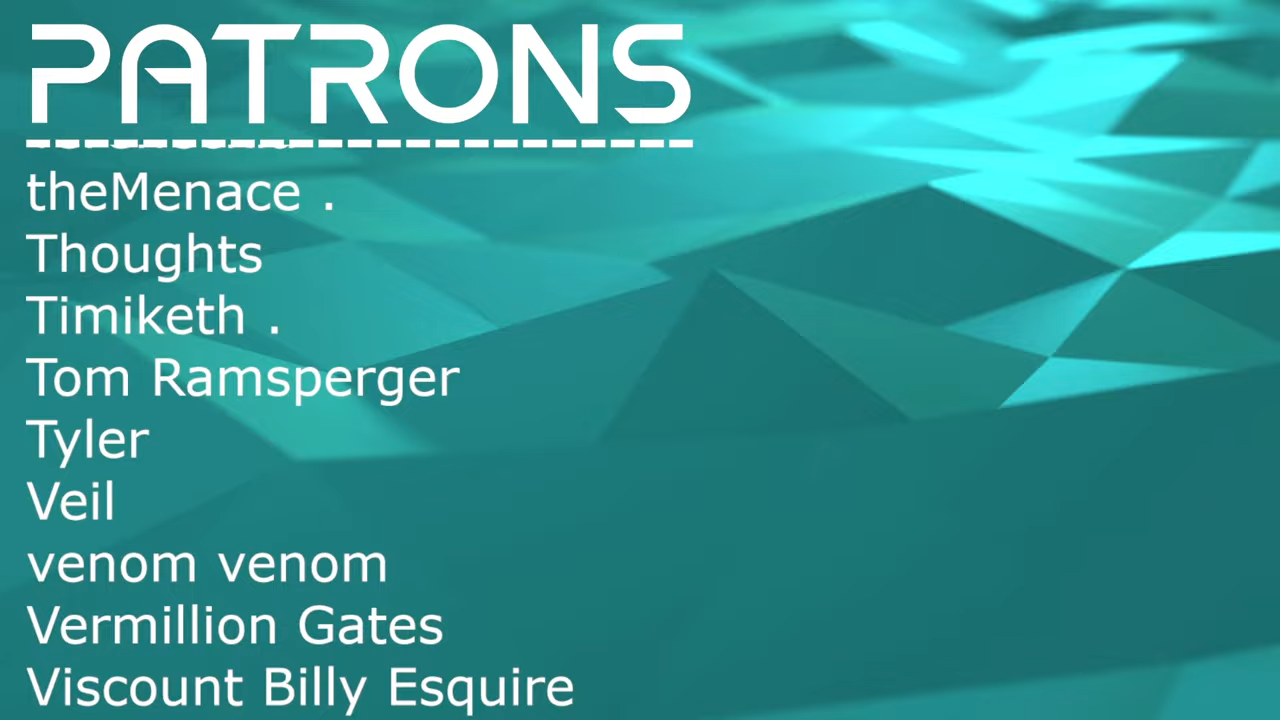 PATRONS
theMenace .
Thoughts
Timiketh .
Tom Ramsperger
Tyler
Veil
venom venom
Vermillion Gates
Viscount Billy Esquire